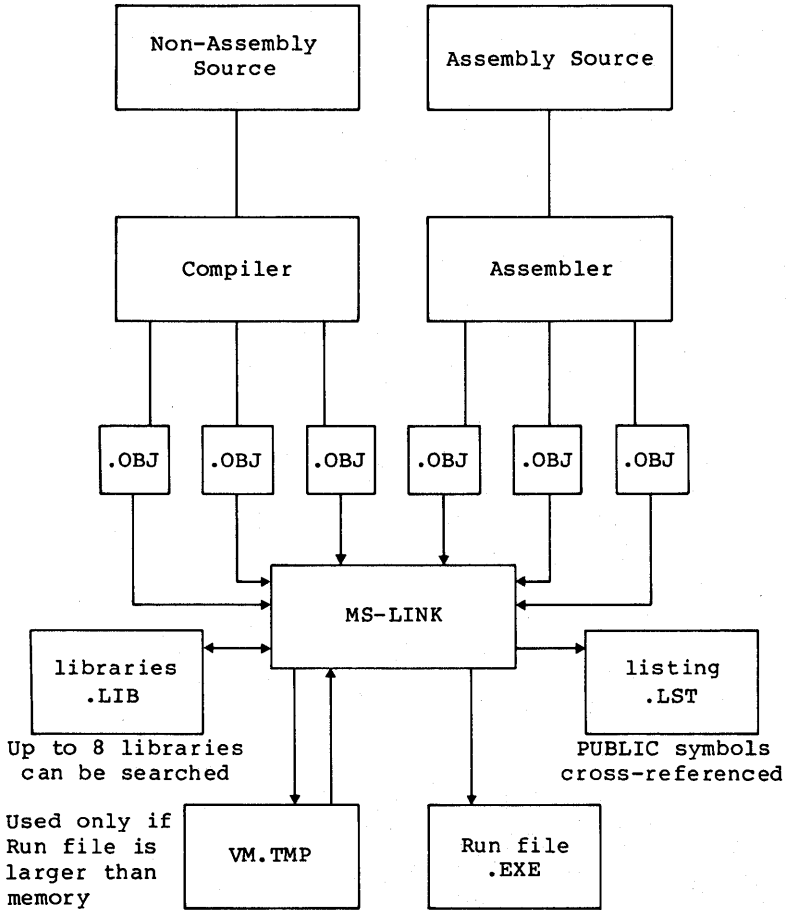 Non-Assembly
Source
Assembly Source
Compiler
Assembler
.OBJ
.OBJ
.OBJ
.OBJ
.OBJ
.OBJ
MS-LINK
libraries
.LIB
listing
.LST
Up to 8 libraries
can be searched
PUBLIC symbols
cross-referenced
Used only if
Run file is
larger than
memory
VM.TMP
Run file
.EXE